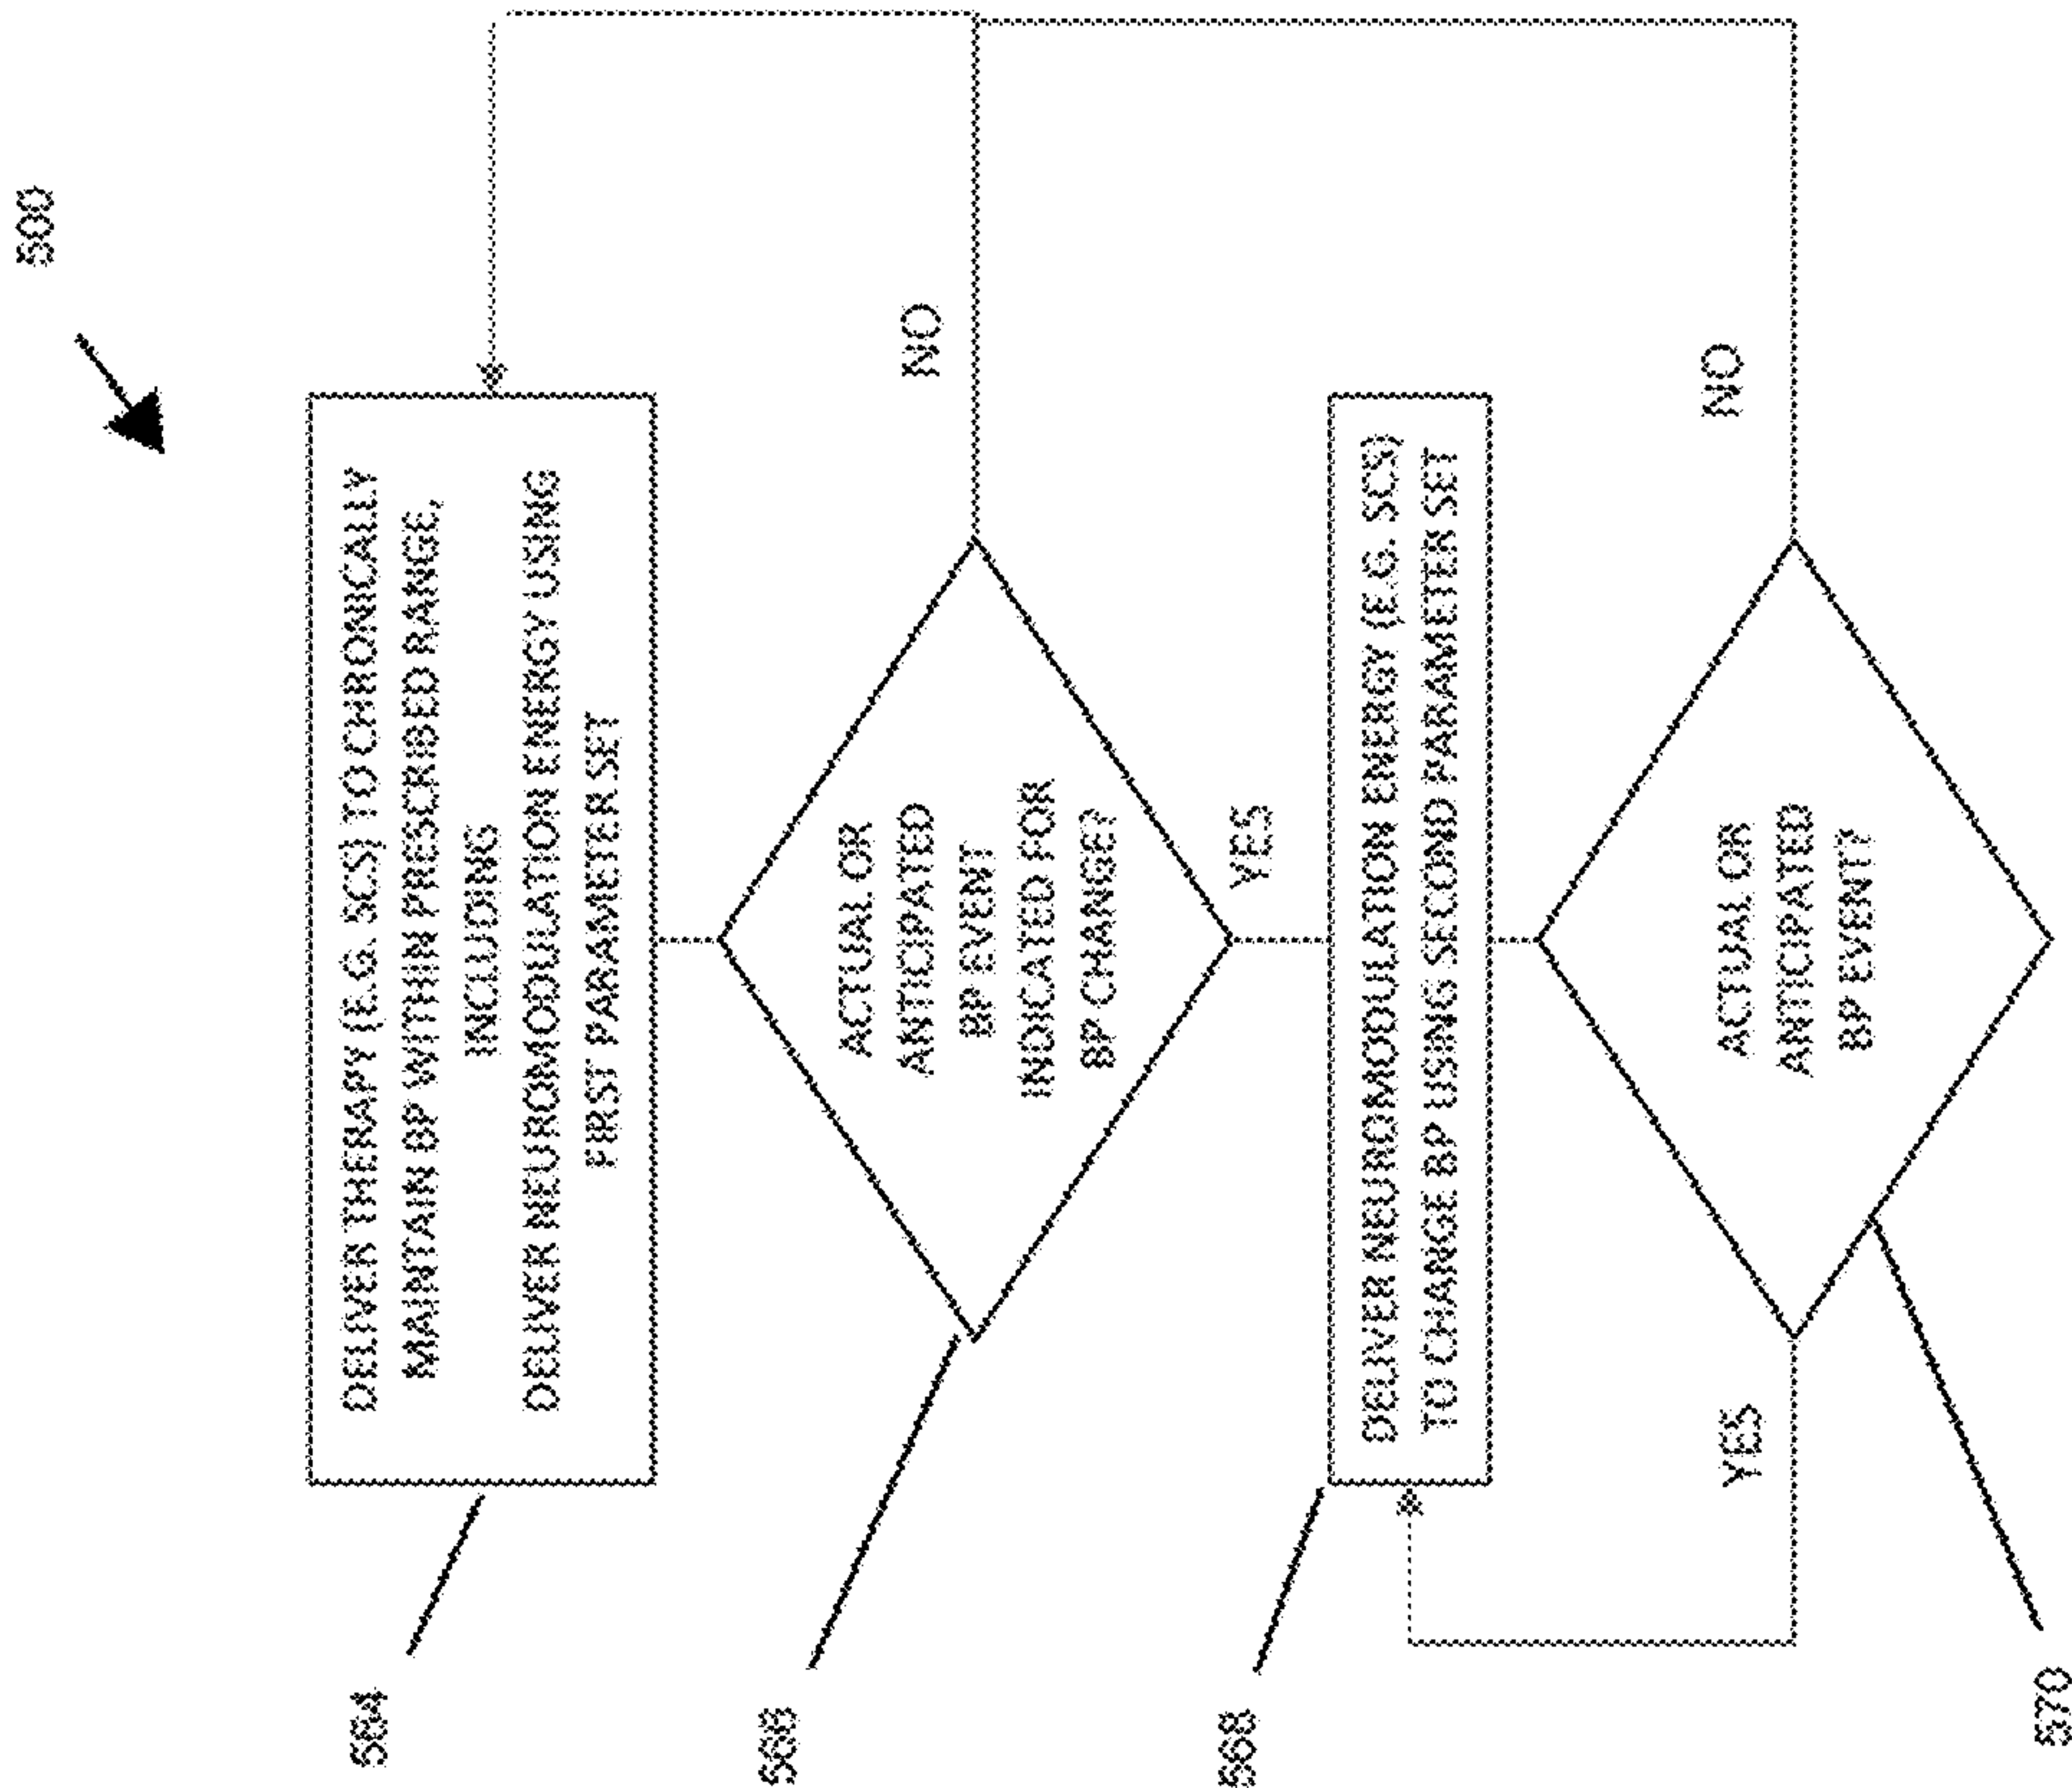 500
564
DELIVER THERAPY (E.G. SCS) TO CHRONICALLY
MAINTAIN BP WITHIN PRESCRIBED RANGE,
INCLUDING
DELIVER NEUROMODULATION ENERGY USING
FIRST PARAMETER SET
ACTUAL OR
ANTICIPATED
BP EVENT
INDICATED FOR
BP CHANGE?
NO
YES
568
DELIVER NEUROMODULATION ENERGY (E.G. SCS)
TO CHANGE BP USING SECOND PARAMETER SET
ACTUAL OR
ANTICIPATED
BP EVENT?
YES
NO
570